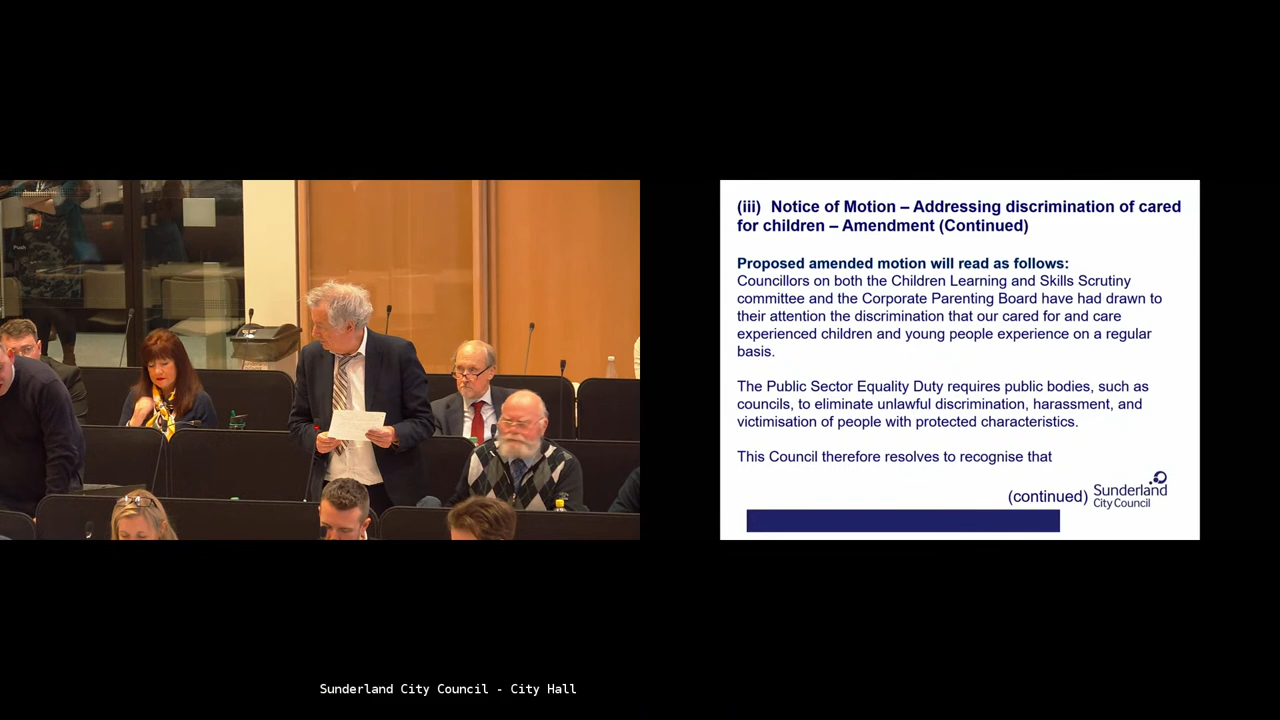 Push
(iii) Notice of Motion – Addressing discrimination of cared
for children – Amendment (Continued)
Proposed amended motion will read as follows:
Councillors on both the Children Learning and Skills Scrutiny
committee and the Corporate Parenting Board have had drawn to
their attention the discrimination that our cared for and care
experienced children and young people experience on a regular
basis.
The Public Sector Equality Duty requires public bodies, such as
councils, to eliminate unlawful discrimination, harassment, and
victimisation of people with protected characteristics.
This Council therefore resolves to recognise that
(continued)
Sunderland
City Council
Sunderland City Council - City Hall